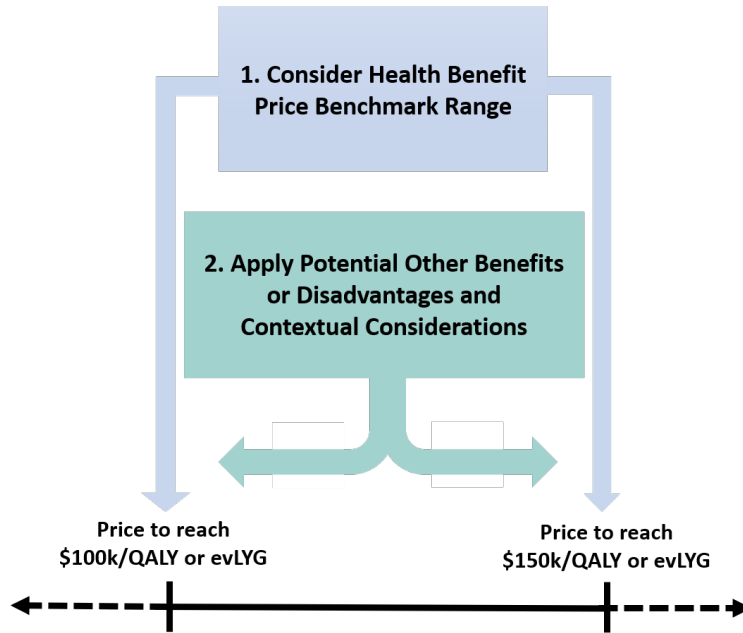 1. Consider Health Benefit
Price Benchmark Range
2. Apply Potential Other Benefits
or Disadvantages and
Contextual Considerations
Price to reach
$100k/QALY or evLYG
Price to reach
$150k/QALY or evLYG